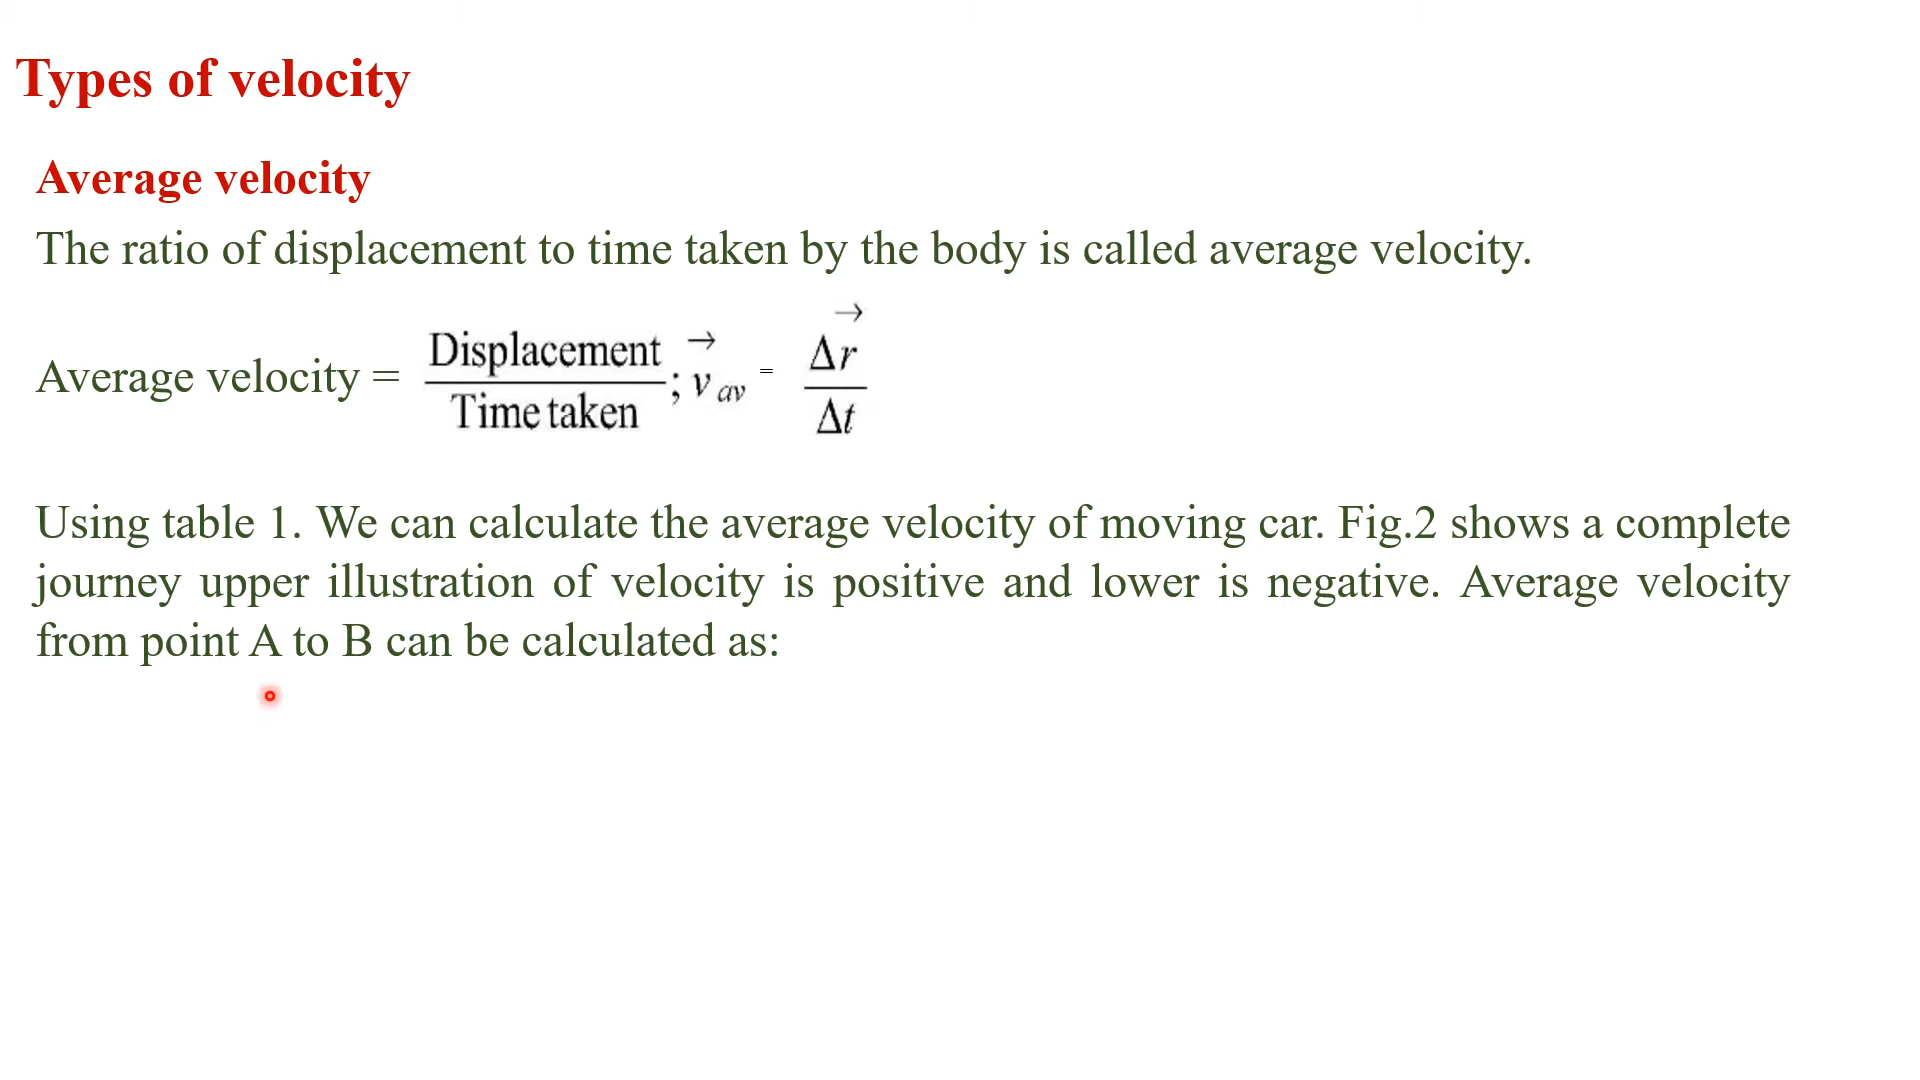 Types of velocity
Average velocity
The ratio of displacement to time taken by the body is called average velocity.
Average velocity = Displacement / Time taken ; v⃗ av = Δr⃗ / Δt
Using table 1. We can calculate the average velocity of moving car. Fig.2 shows a complete
journey upper illustration of velocity is positive and lower is negative. Average velocity
from point A to B can be calculated as: